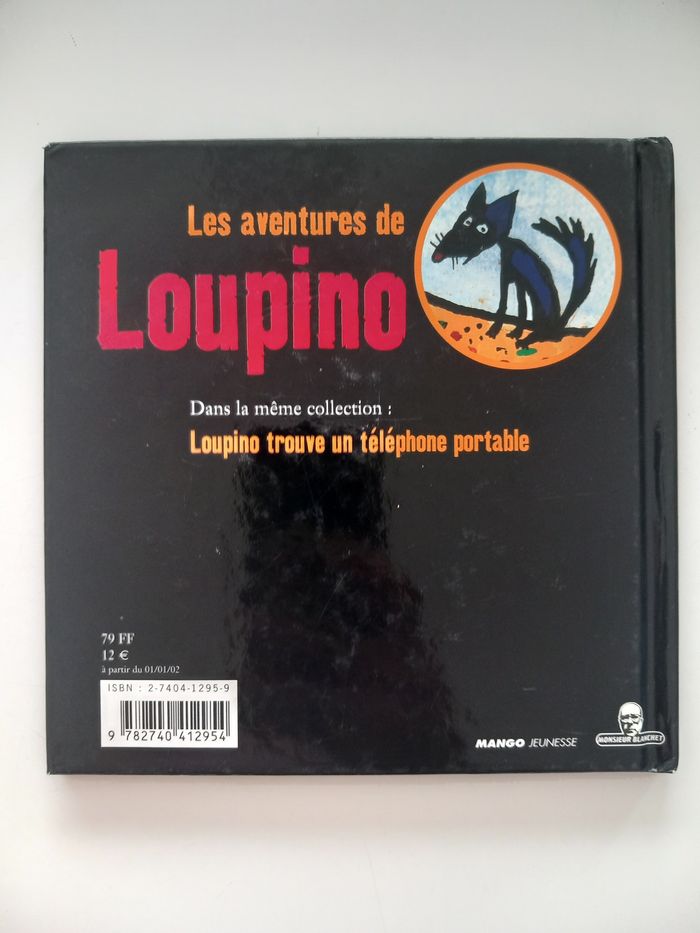 Les aventures de
Loupino
Dans la même collection :
Loupino trouve un téléphone portable
79 FF
12 €
à partir du 01/01/02
ISBN : 2-7404-1295-9
9 782740 412954
MANGO JEUNESSE
MONSIEUR BLANCHET